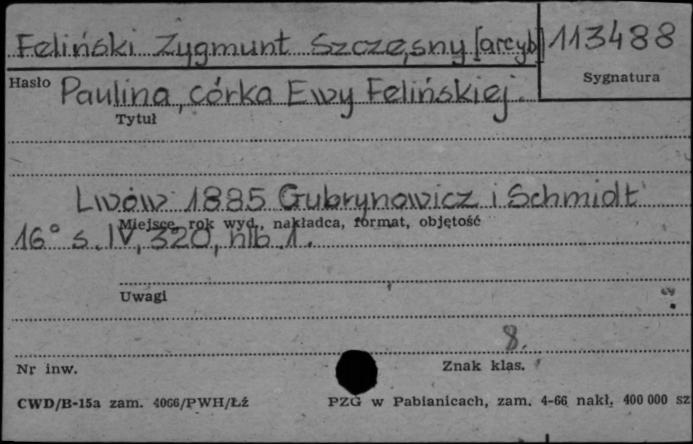 Feliński Zygmunt Szczęsny [arcyb] 113488
Hasło
Sygnatura
Paulina, córka Ewy Felińskiej.
Tytuł
Lwów 1885 Gubrynowicz i Schmidt
Miejsce, rok wyd., nakładca, format, objętość
16° s. IV, 320, nlb. 1.
Uwagi
8.
Nr inw. Znak klas.
CWD/B-15a zam. 4066/PWH/Łź PZG w Pabianicach, zam. 4-66 nakł. 400 000 sz